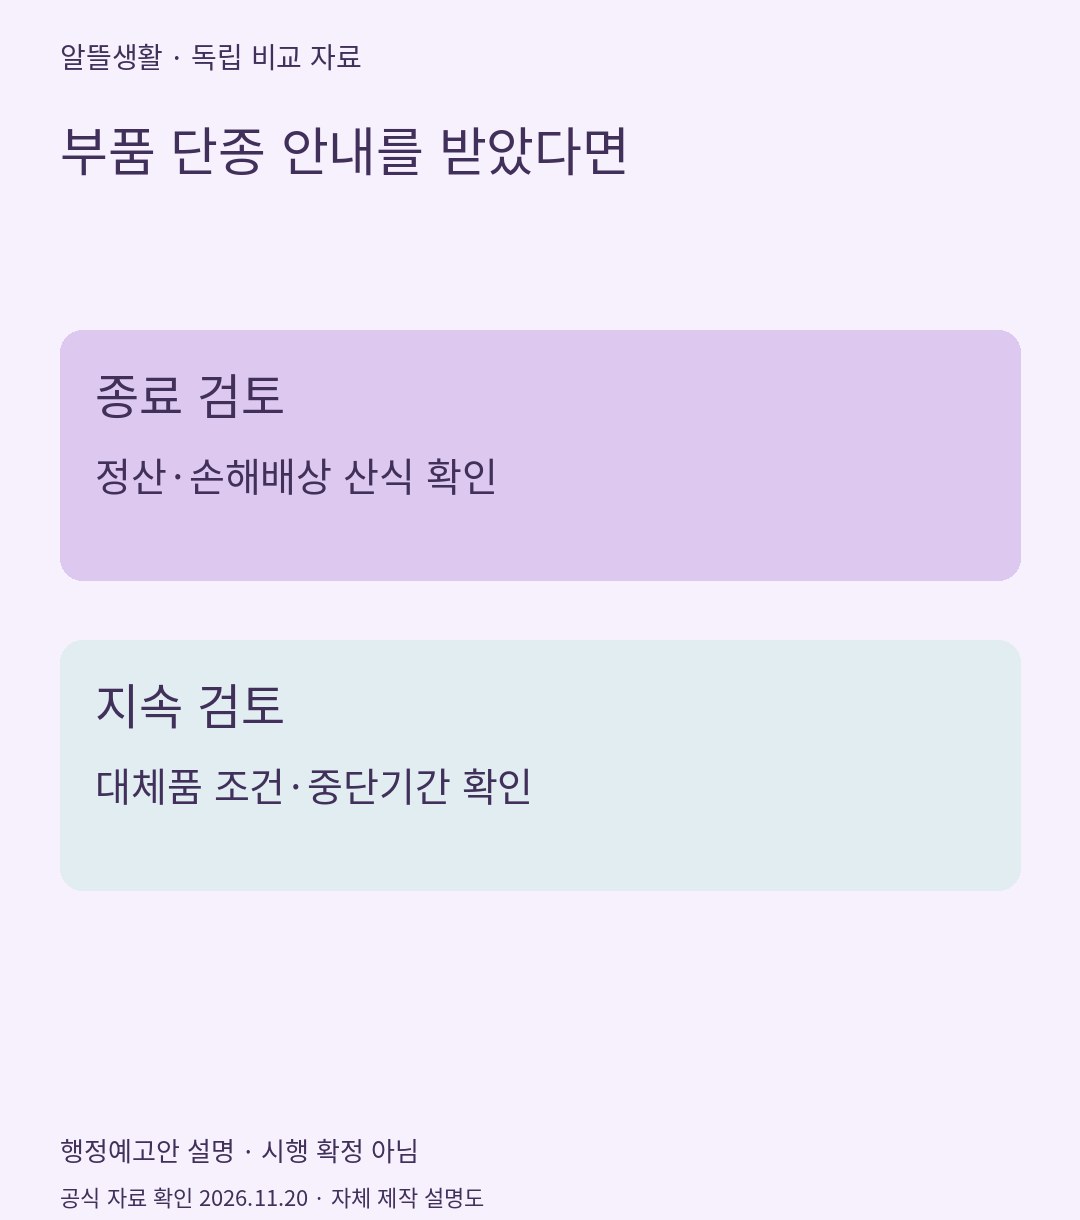 알뜰생활 · 독립 비교 자료
부품 단종 안내를 받았다면
종료 검토
정산·손해배상 산식 확인
지속 검토
대체품 조건·중단기간 확인
행정예고안 설명 · 시행 확정 아님
공식 자료 확인 2026.11.20 · 자체 제작 설명도